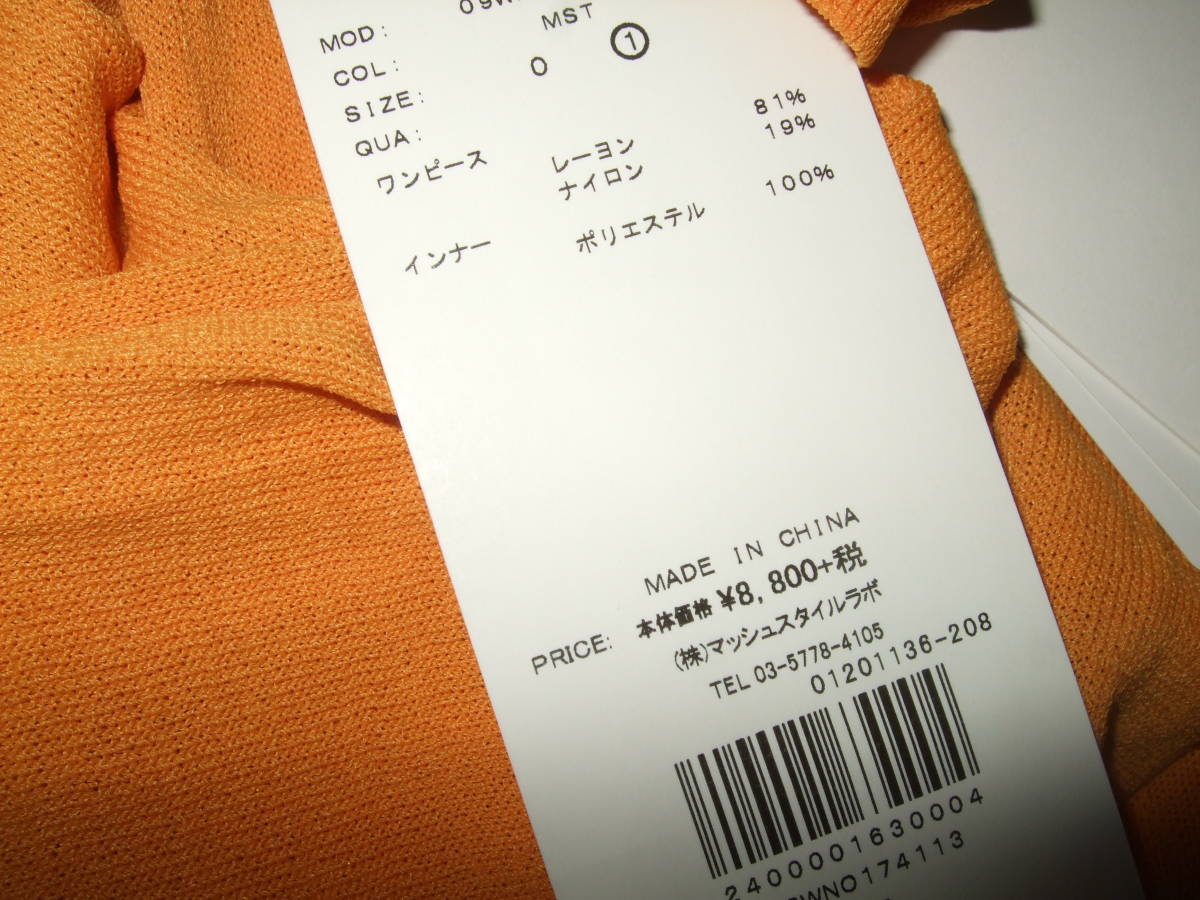 MOD:
COL: MST
SIZE: 0 ①
QUA:
ワンピース レーヨン 81%
ナイロン 19%
インナー ポリエステル 100%
MADE IN CHINA
PRICE: 本体価格 ¥8,800+税
(株)マッシュスタイルラボ
TEL 03-5778-4105
01201136-208
2400001630004
WNO174113